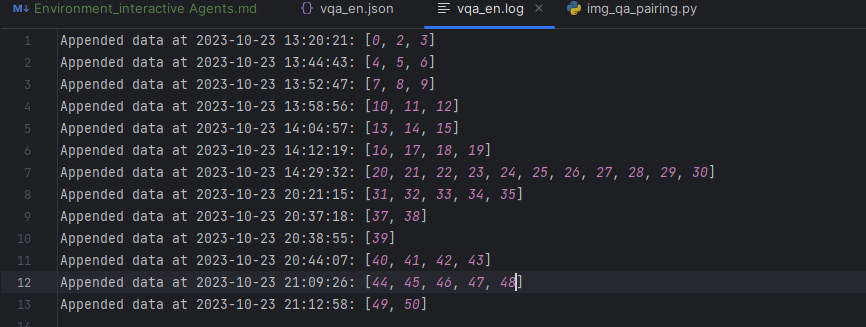 Environment_interactive Agents.md vqa_en.json vqa_en.log img_qa_pairing.py
1 Appended data at 2023-10-23 13:20:21: [0, 2, 3]
2 Appended data at 2023-10-23 13:44:43: [4, 5, 6]
3 Appended data at 2023-10-23 13:52:47: [7, 8, 9]
4 Appended data at 2023-10-23 13:58:56: [10, 11, 12]
5 Appended data at 2023-10-23 14:04:57: [13, 14, 15]
6 Appended data at 2023-10-23 14:12:19: [16, 17, 18, 19]
7 Appended data at 2023-10-23 14:29:32: [20, 21, 22, 23, 24, 25, 26, 27, 28, 29, 30]
8 Appended data at 2023-10-23 20:21:15: [31, 32, 33, 34, 35]
9 Appended data at 2023-10-23 20:37:18: [37, 38]
10 Appended data at 2023-10-23 20:38:55: [39]
11 Appended data at 2023-10-23 20:44:07: [40, 41, 42, 43]
12 Appended data at 2023-10-23 21:09:26: [44, 45, 46, 47, 48]
13 Appended data at 2023-10-23 21:12:58: [49, 50]
14